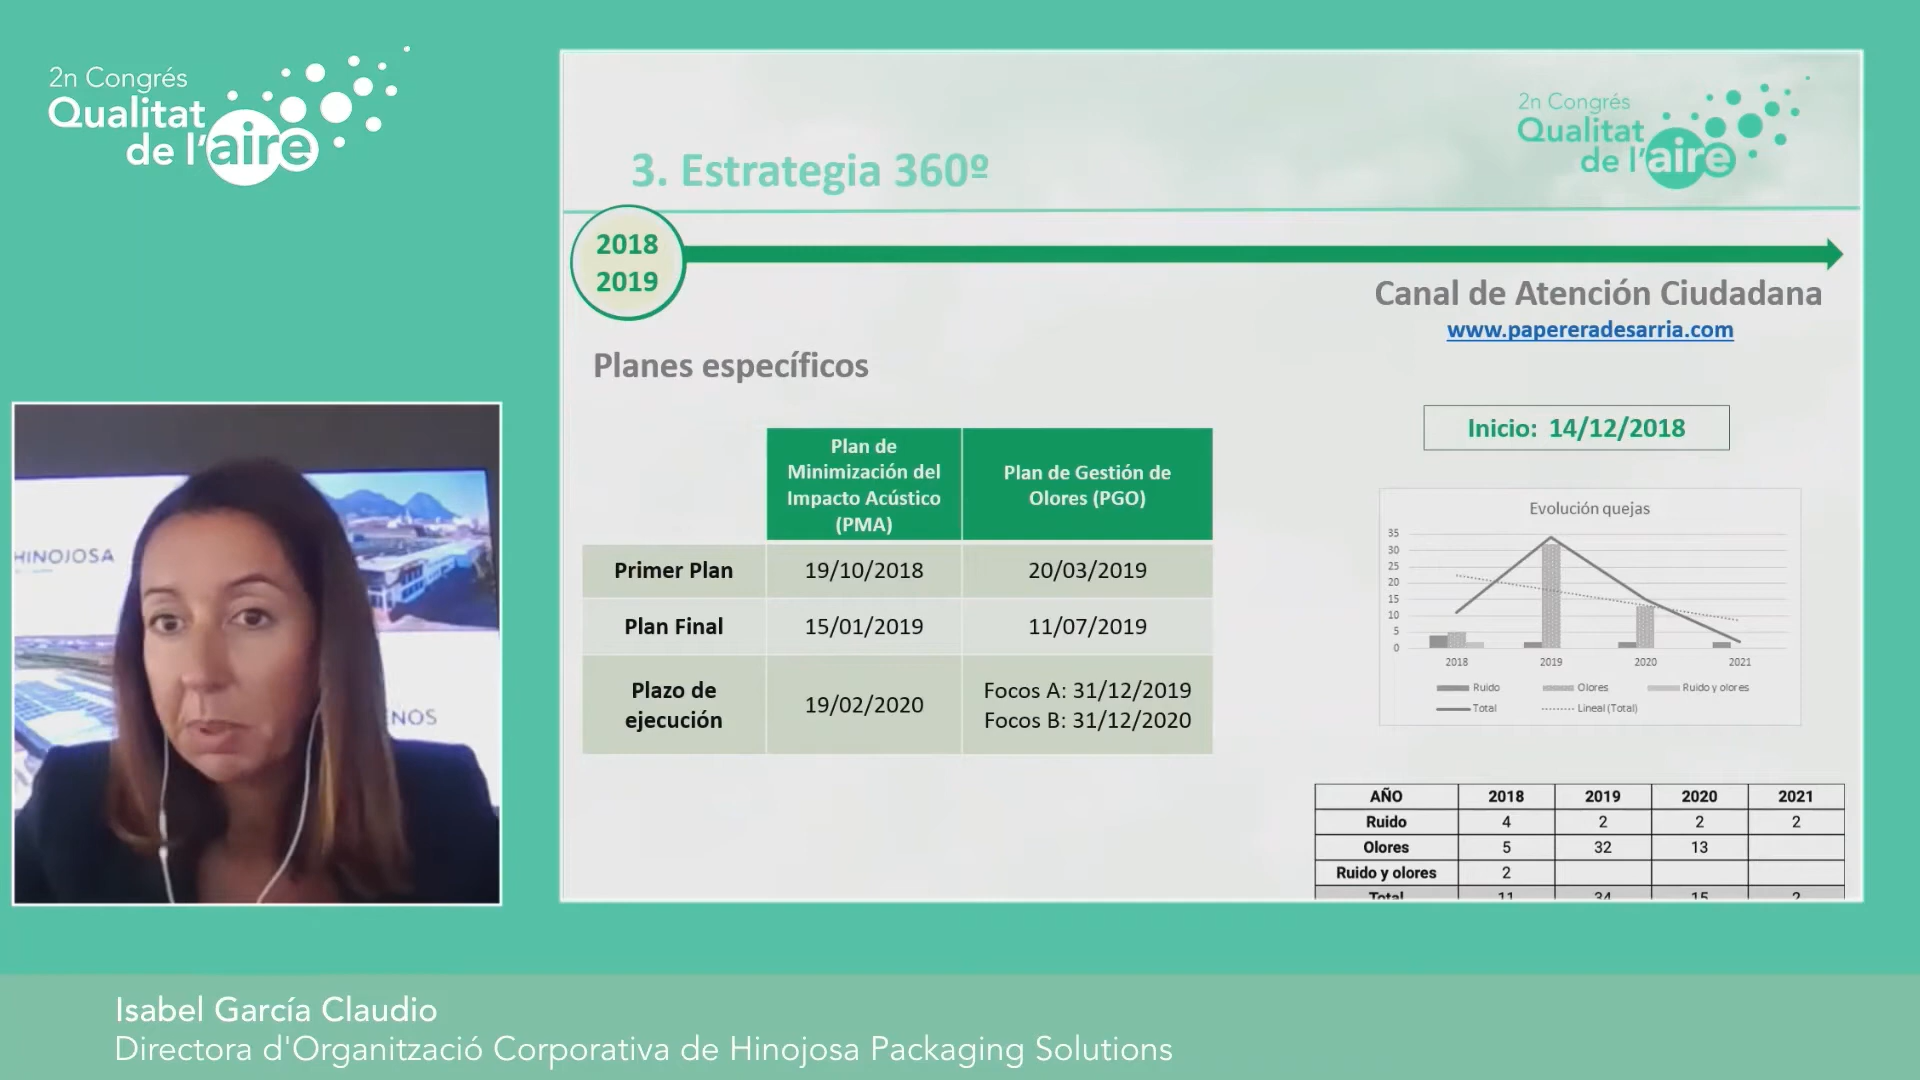 2n Congrés
Qualitat
de l'aire
2n Congrés
Qualitat
de l'aire
3. Estrategia 360º
2018
2019
Canal de Atención Ciudadana
www.papereradesarria.com
Planes específicos
Inicio: 14/12/2018
Plan de
Minimización del
Impacto Acústico
(PMA)
Plan de Gestión de
Olores (PGO)
Primer Plan 19/10/2018 20/03/2019
Plan Final 15/01/2019 11/07/2019
Plazo de
ejecución
19/02/2020
Focos A: 31/12/2019
Focos B: 31/12/2020
Evolución quejas
35
30
25
20
15
10
5
0
2018 2019 2020 2021
Ruido Olores Ruido y olores
Total Lineal (Total)
AÑO 2018 2019 2020 2021
Ruido 4 2 2 2
Olores 5 32 13
Ruido y olores 2
Total 11 34 15 2
HINOJOSA
ENOS
Isabel García Claudio
Directora d'Organització Corporativa de Hinojosa Packaging Solutions